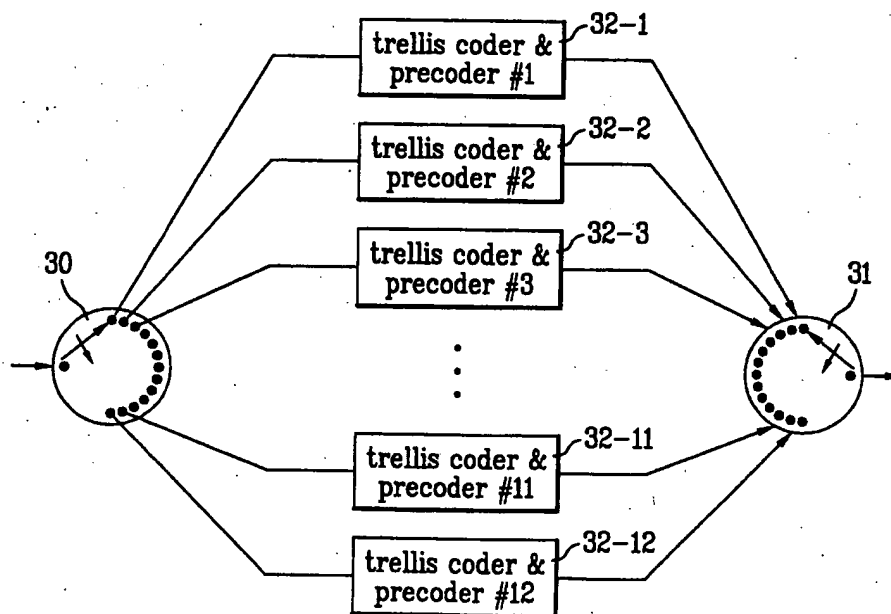 32-1
trellis coder &
precoder #1
32-2
trellis coder &
precoder #2
32-3
trellis coder &
precoder #3
30
31
32-11
trellis coder &
precoder #11
32-12
trellis coder &
precoder #12